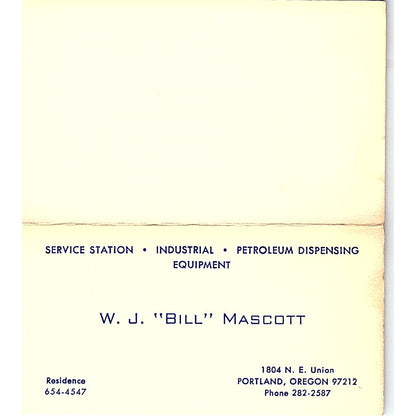 SERVICE STATION • INDUSTRIAL • PETROLEUM DISPENSING
EQUIPMENT
W. J. "BILL" MASCOTT
Residence
654-4547
1804 N. E. Union
PORTLAND, OREGON 97212
Phone 282-2587